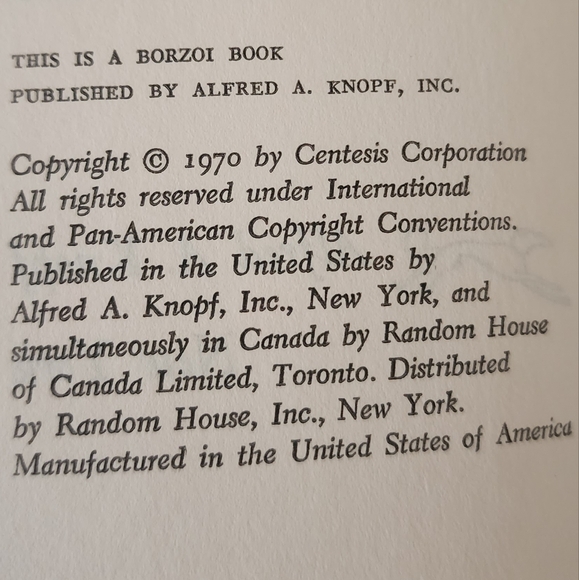 THIS IS A BORZOI BOOK
PUBLISHED BY ALFRED A. KNOPF, INC.
Copyright © 1970 by Centesis Corporation
All rights reserved under International
and Pan-American Copyright Conventions.
Published in the United States by
Alfred A. Knopf, Inc., New York, and
simultaneously in Canada by Random House
of Canada Limited, Toronto. Distributed
by Random House, Inc., New York.
Manufactured in the United States of America